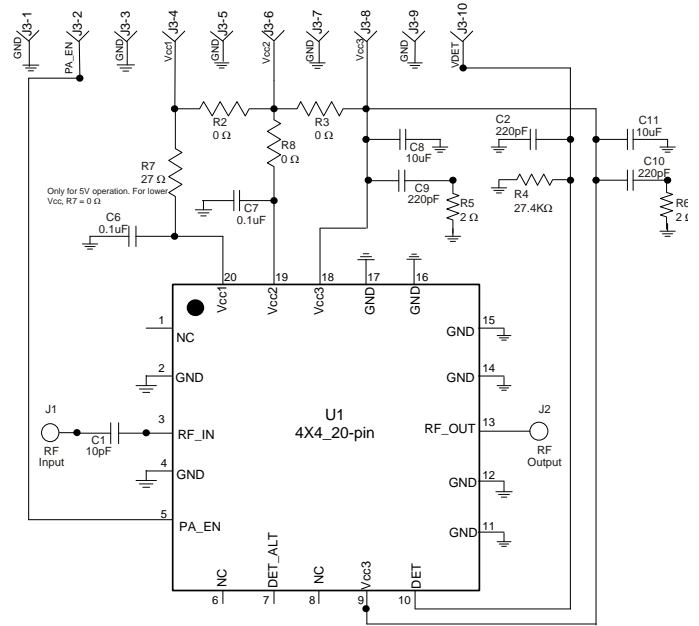 J3-1
GND
J3-2
PA_EN
J3-3
GND
J3-4
Vcc1
J3-5
GND
J3-6
Vcc2
J3-7
GND
J3-8
Vcc3
J3-9
GND
J3-10
VDET
R2
0 Ω
R3
0 Ω
R7
27 Ω
Only for 5V operation. For lower
Vcc, R7 = 0 Ω
R8
0 Ω
C8
10uF
C9
220pF
R5
2 Ω
C2
220pF
R4
27.4KΩ
C11
10uF
C10
220pF
R6
2 Ω
C6
0.1uF
C7
0.1uF
20
19
18
17
16
Vcc1
Vcc2
Vcc3
GND
GND
1
NC
2
GND
3
RF_IN
4
GND
5
PA_EN
J1
RF
Input
C1
10pF
U1
4X4_20-pin
15
GND
14
GND
13
RF_OUT
12
GND
11
GND
J2
RF
Output
NC
DET_ALT
NC
Vcc3
DET
6
7
8
9
10